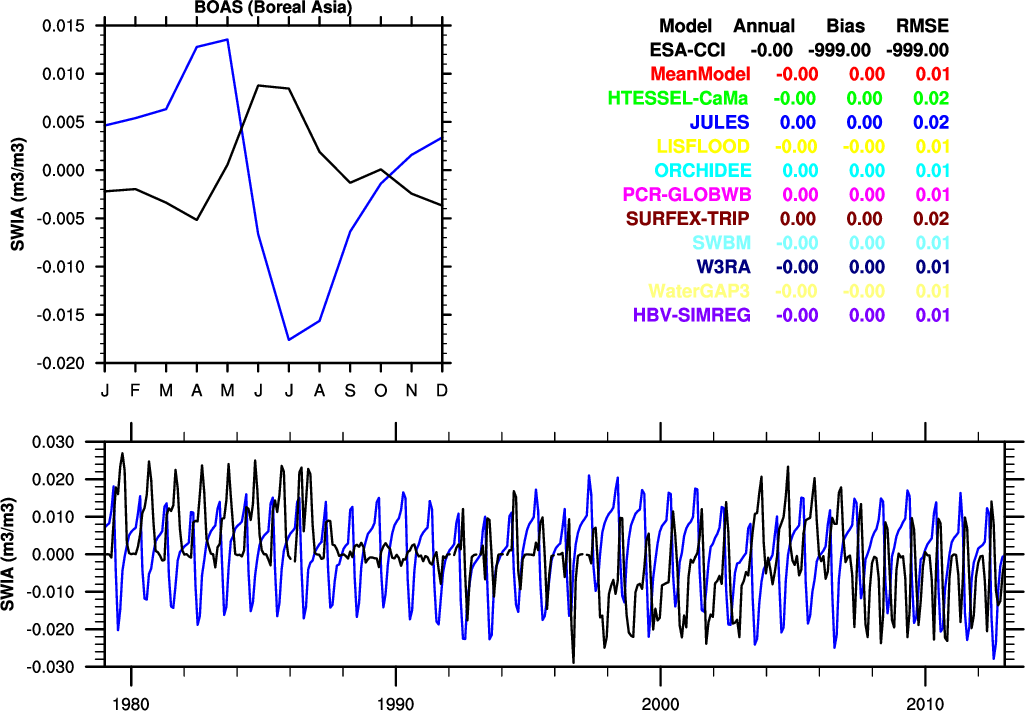 BOAS (Boreal Asia)
0.015
0.010
0.005
0.000
-0.005
-0.010
-0.015
-0.020
SWIA (m3/m3)
J F M A M J J A S O N D
Model Annual Bias RMSE
ESA-CCI -0.00 -999.00 -999.00
MeanModel -0.00 0.00 0.01
HTESSEL-CaMa -0.00 0.00 0.02
JULES 0.00 0.00 0.02
LISFLOOD -0.00 -0.00 0.01
ORCHIDEE 0.00 0.00 0.01
PCR-GLOBWB 0.00 0.00 0.01
SURFEX-TRIP 0.00 0.00 0.02
SWBM -0.00 0.00 0.01
W3RA -0.00 0.00 0.01
WaterGAP3 -0.00 -0.00 0.01
HBV-SIMREG -0.00 0.00 0.01
0.030
0.020
0.010
0.000
-0.010
-0.020
-0.030
SWIA (m3/m3)
1980 1990 2000 2010